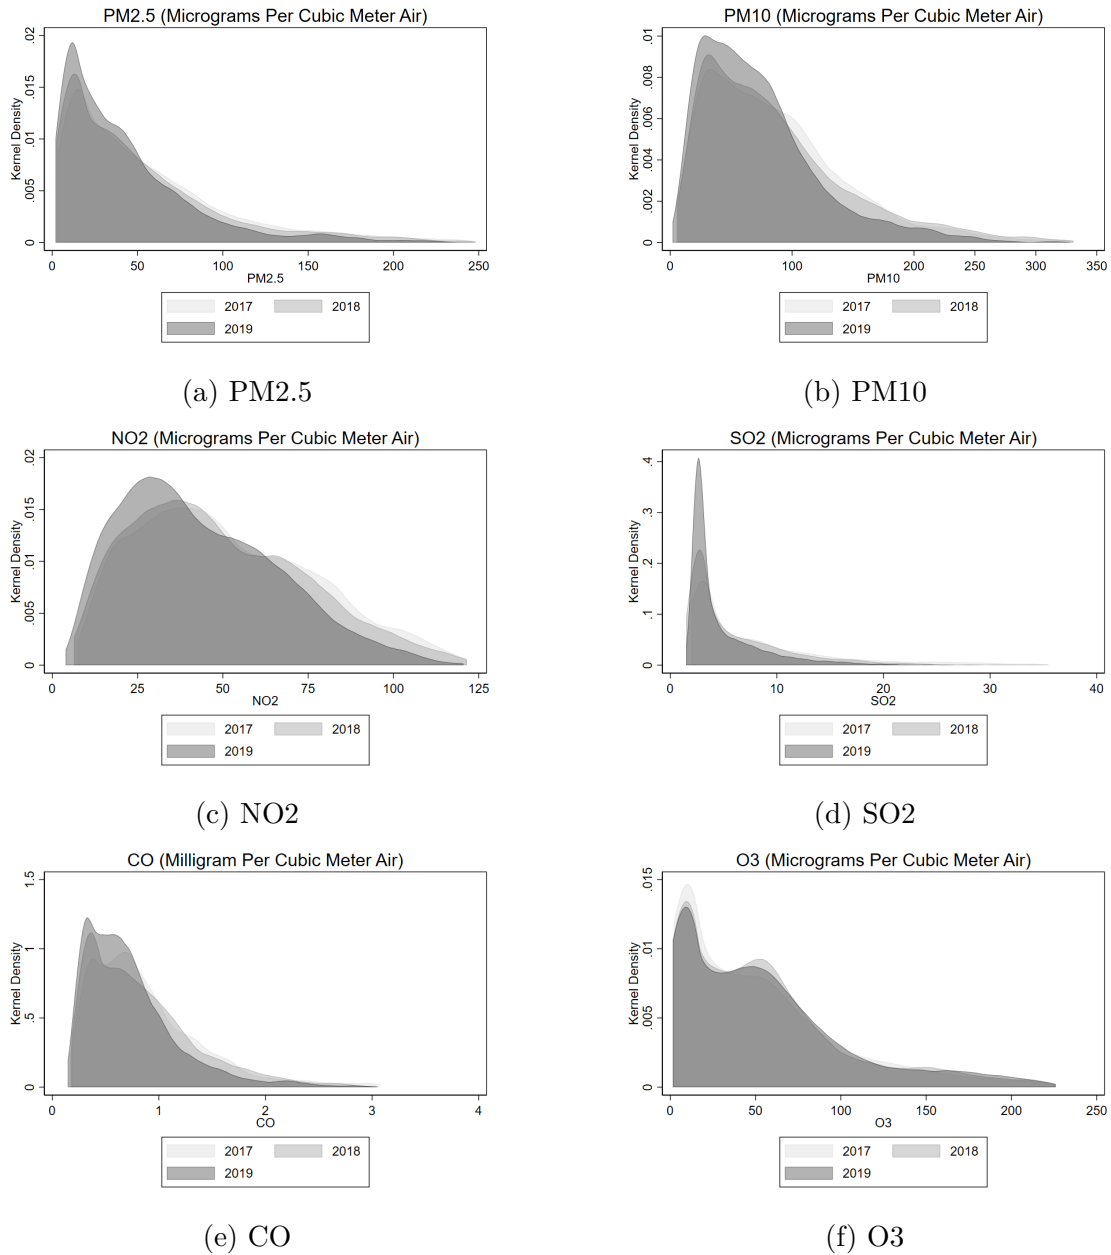 PM2.5 (Micrograms Per Cubic Meter Air)
Kernel Density
0 .005 .01 .015 .02
0 50 100 150 200 250
PM2.5
2017 2018
2019
(a) PM2.5
PM10 (Micrograms Per Cubic Meter Air)
Kernel Density
0 .002 .004 .006 .008 .01
0 100 200 300 350
PM10
2017 2018
2019
(b) PM10
NO2 (Micrograms Per Cubic Meter Air)
Kernel Density
0 .005 .01 .015 .02
0 25 50 75 100 125
NO2
2017 2018
2019
(c) NO2
SO2 (Micrograms Per Cubic Meter Air)
Kernel Density
0 .1 .2 .3 .4
0 10 20 30 40
SO2
2017 2018
2019
(d) SO2
CO (Milligram Per Cubic Meter Air)
Kernel Density
0 .5 1 1.5
0 1 2 3 4
CO
2017 2018
2019
(e) CO
O3 (Micrograms Per Cubic Meter Air)
Kernel Density
0 .005 .01 .015
0 50 100 150 200 250
O3
2017 2018
2019
(f) O3